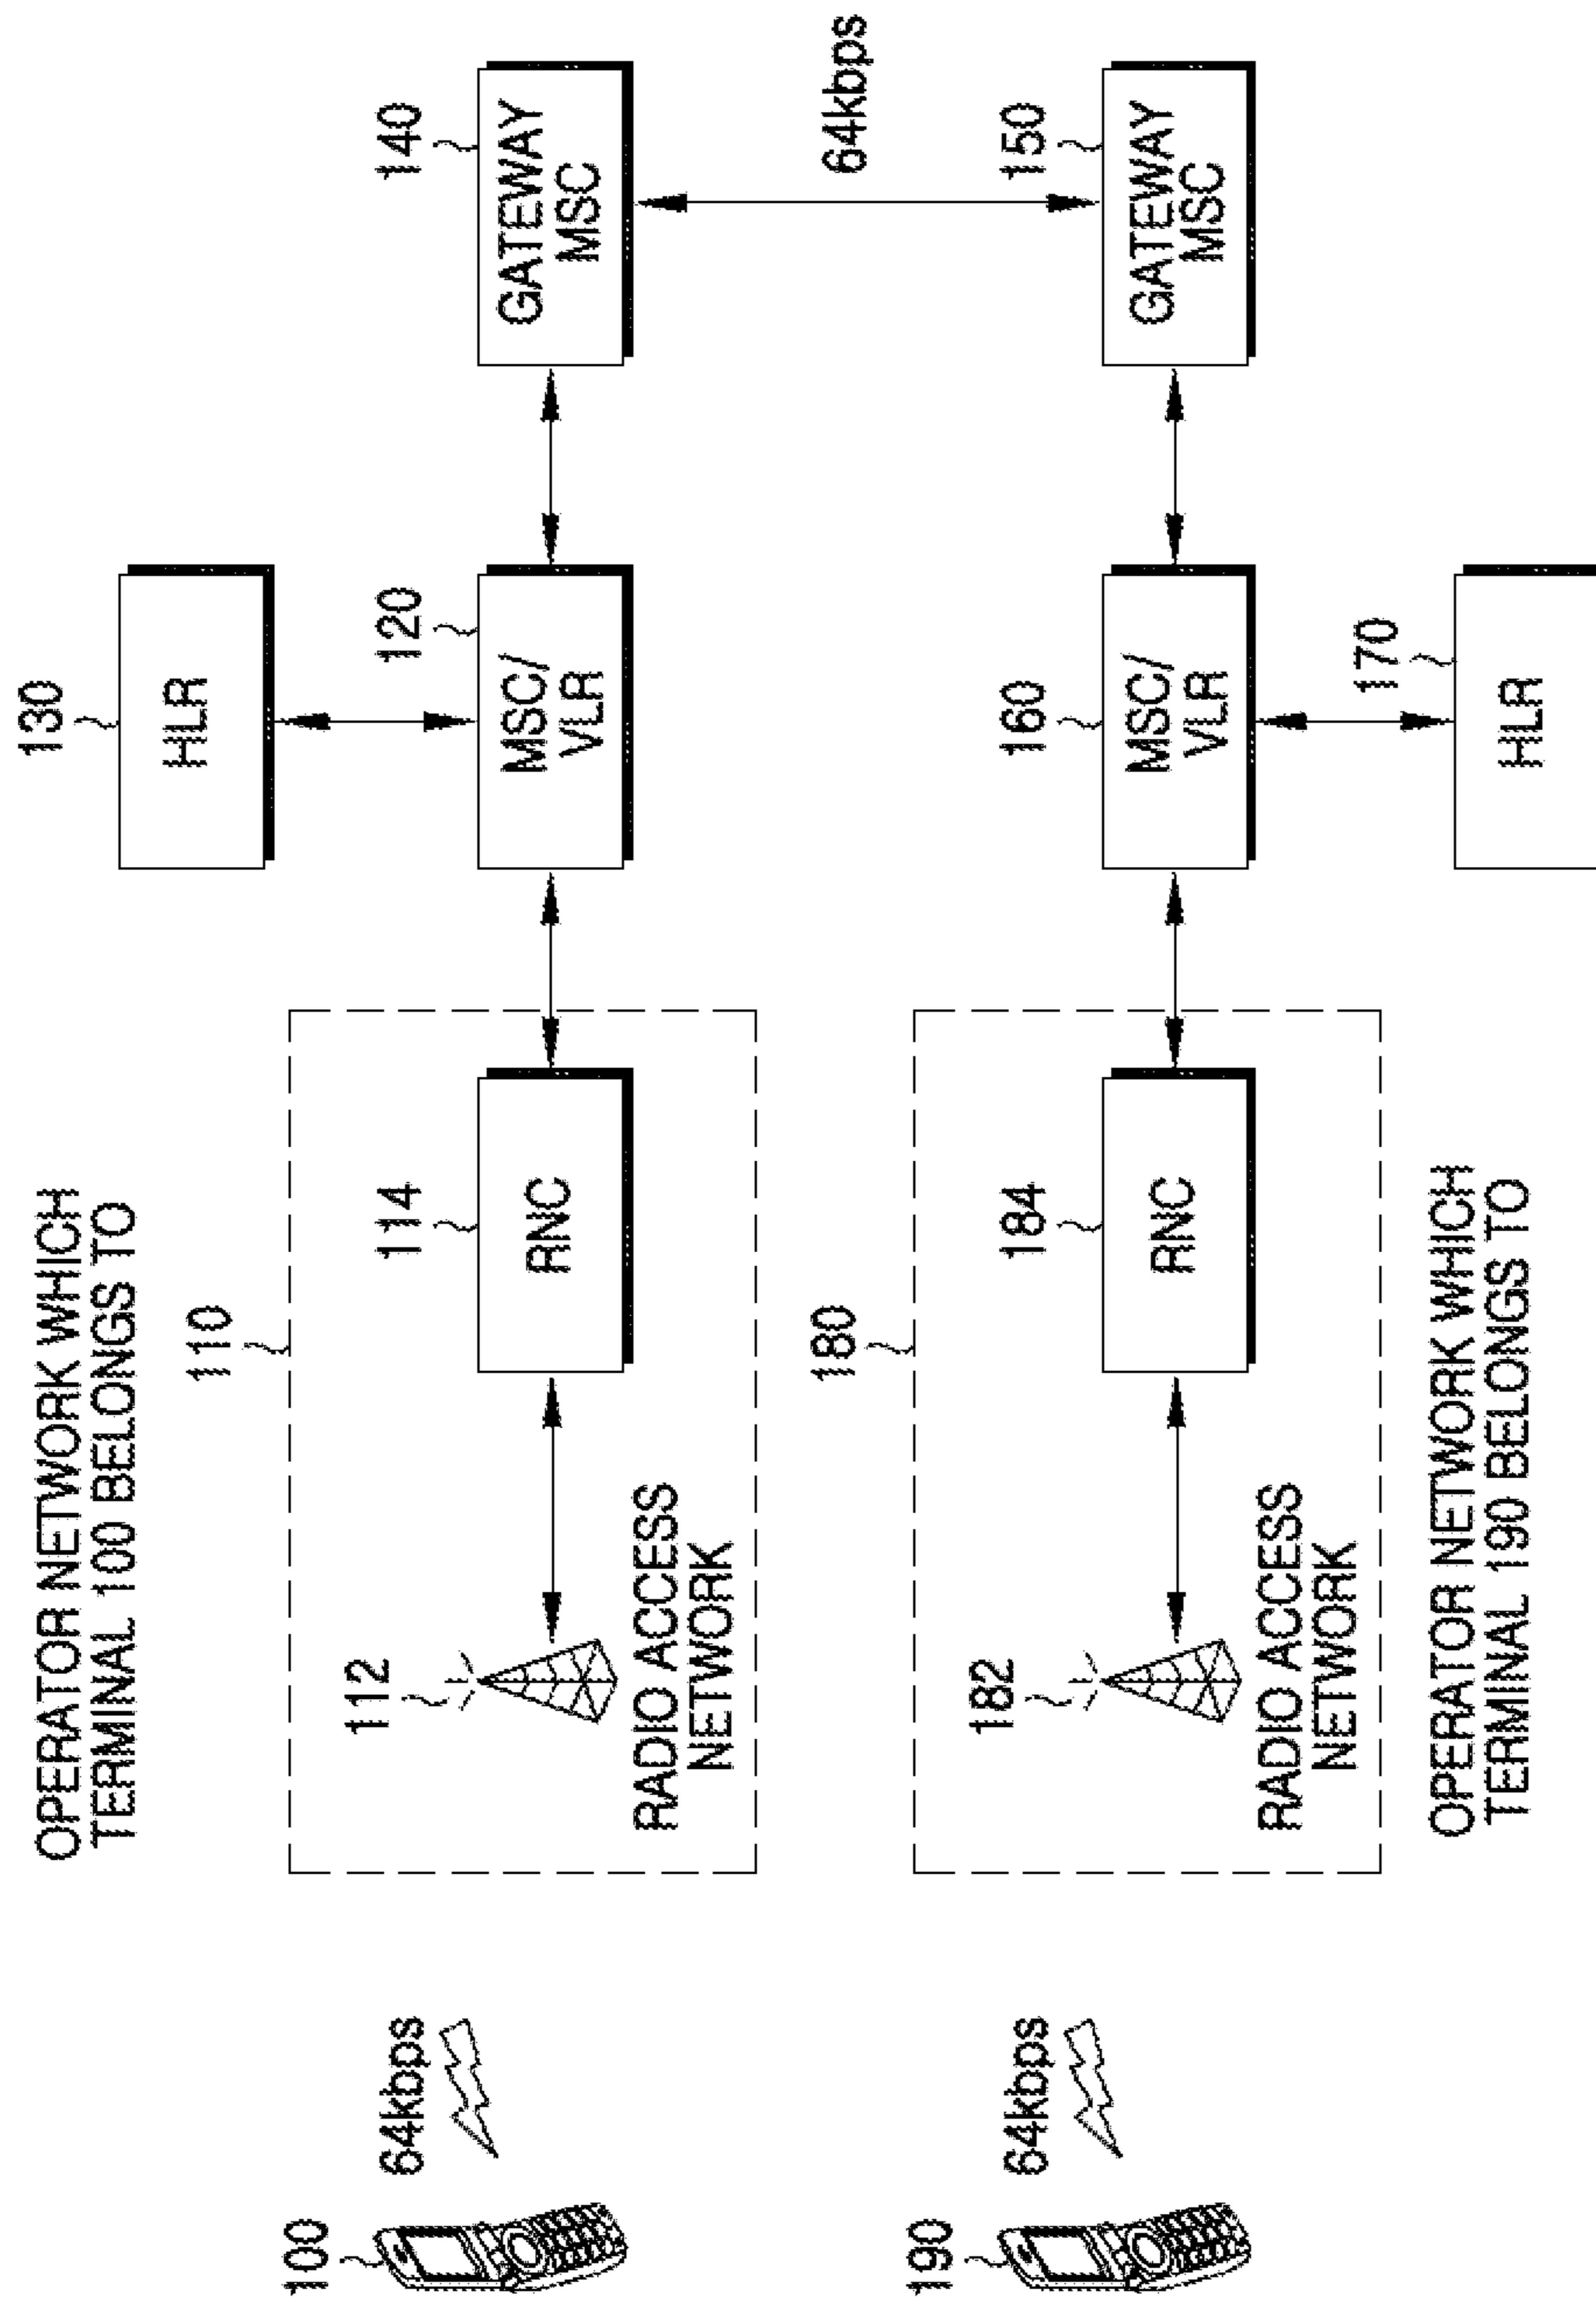 OPERATOR NETWORK WHICH
TERMINAL 100 BELONGS TO
130
HLR
110
100
64kbps
112
114
RNC
120
MSC/
VLR
140
GATEWAY
MSC
RADIO ACCESS
NETWORK
64kbps
180
190
64kbps
182
184
RNC
160
MSC/
VLR
150
GATEWAY
MSC
RADIO ACCESS
NETWORK
170
HLR
OPERATOR NETWORK WHICH
TERMINAL 190 BELONGS TO